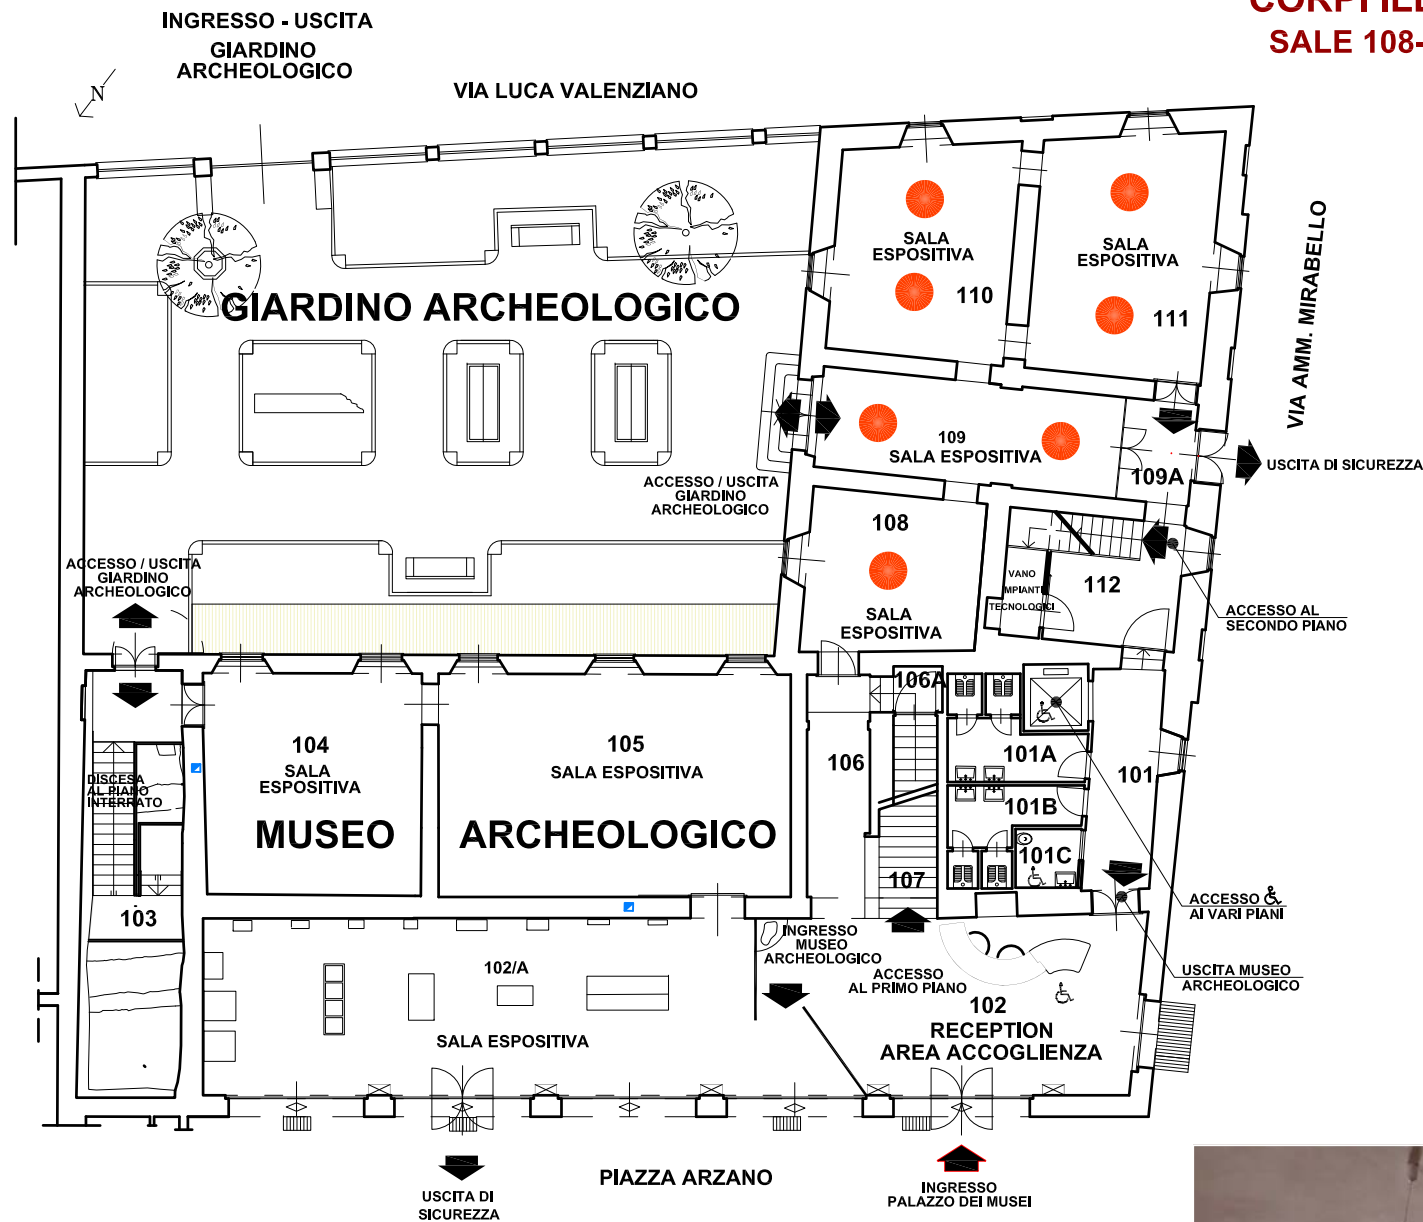 INGRESSO - USCITA
GIARDINO
ARCHEOLOGICO
SALE 108-
N
VIA LUCA VALENZIANO
VIA AMM. MIRABELLO
SALA
ESPOSITIVA
110
SALA
ESPOSITIVA
111
GIARDINO ARCHEOLOGICO
109
SALA ESPOSITIVA
109A
USCITA DI SICUREZZA
ACCESSO / USCITA
GIARDINO
ARCHEOLOGICO
108
SALA
ESPOSITIVA
ACCESSO / USCITA
GIARDINO
ARCHEOLOGICO
VANO
IMPIANTI
TECNOLOGICI
112
ACCESSO AL
SECONDO PIANO
106A
104
SALA
ESPOSITIVA
105
SALA ESPOSITIVA
106
101A
101
DISCESA
AL PIANO
INTERRATO
101B
MUSEO ARCHEOLOGICO
101C
107
103
ACCESSO
AI VARI PIANI
INGRESSO
MUSEO
ARCHEOLOGICO
102/A
SALA ESPOSITIVA
ACCESSO
AL PRIMO PIANO
USCITA MUSEO
ARCHEOLOGICO
102
RECEPTION
AREA ACCOGLIENZA
PIAZZA ARZANO
USCITA DI
SICUREZZA
INGRESSO
PALAZZO DEI MUSEI